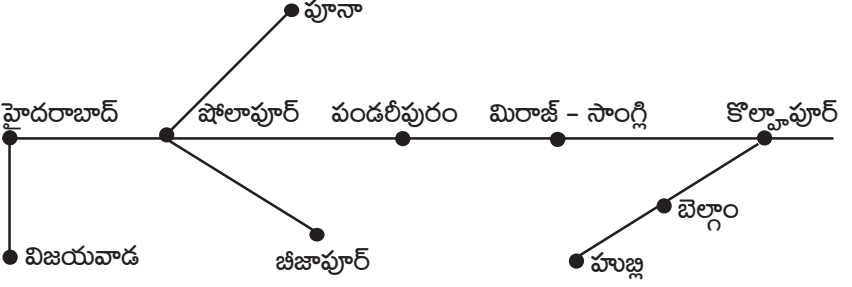 పూనా
హైదరాబాద్ షోలాపూర్ పండరీపురం మిరాజ్ - సాంగ్లి కొల్హాపూర్
బెల్గాం
విజయవాడ బీజాపూర్ హుబ్లి